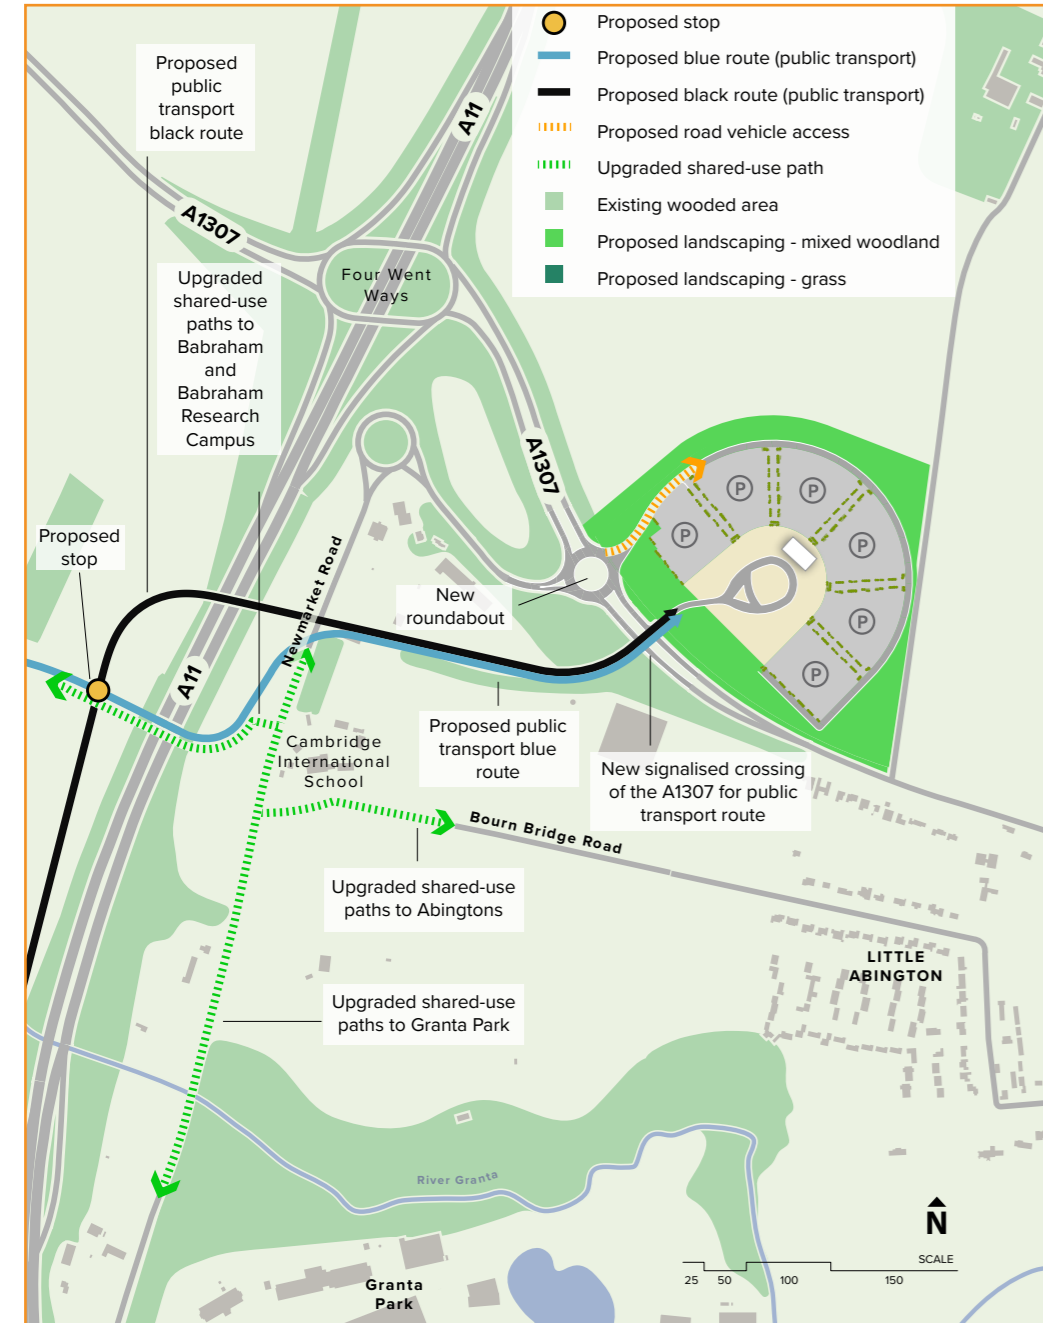 Proposed stop
Proposed blue route (public transport)
Proposed black route (public transport)
Proposed road vehicle access
Upgraded shared-use path
Existing wooded area
Proposed landscaping - mixed woodland
Proposed landscaping - grass
Proposed
public
transport
black route
A11
A1307
Four Went
Ways
Upgraded
shared-use
paths to
Babraham
and
Babraham
Research
Campus
A1307
P
P
P
P
P
P
Proposed
stop
Newmarket Road
New
roundabout
A11
Cambridge
International
School
Proposed public
transport blue
route
New signalised crossing
of the A1307 for public
transport route
Bourn Bridge Road
Upgraded shared-use
paths to Abingtons
LITTLE
ABINGTON
Upgraded shared-use
paths to Granta Park
River Granta
N
SCALE
25 50 100 150
Granta
Park